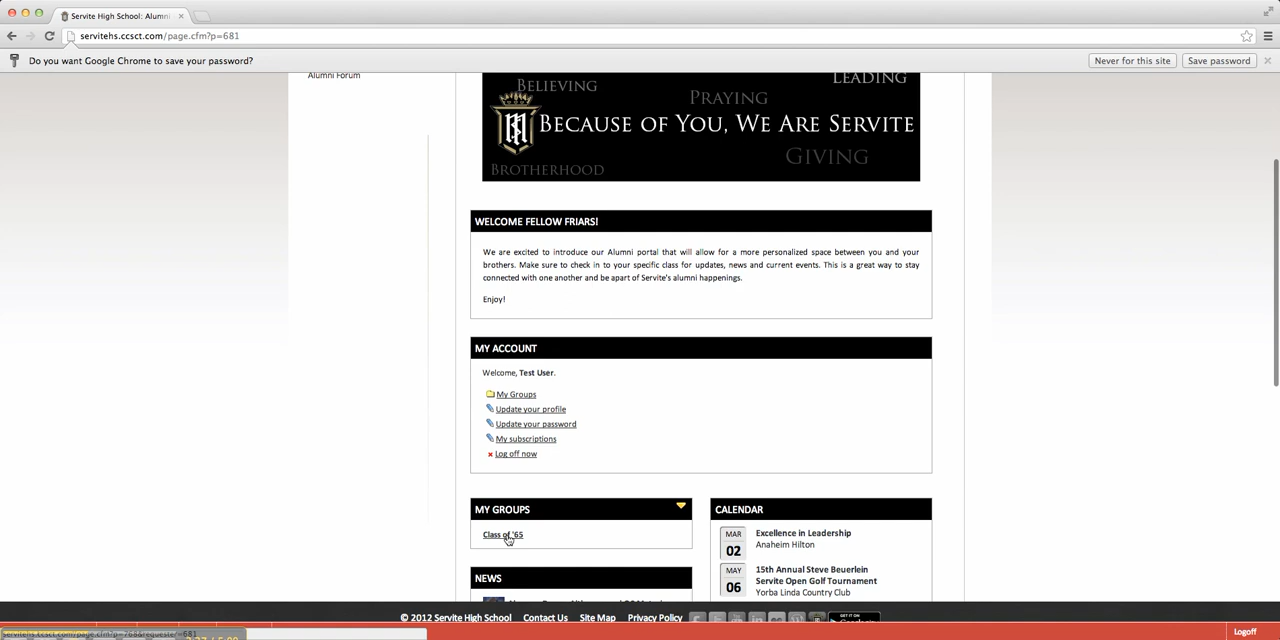 Servite High School: Alumni
servitehs.ccsct.com/page.cfm?p=681
Do you want Google Chrome to save your password?
Never for this site
Save password
Alumni Forum
BELIEVING
LEADING
PRAYING
BECAUSE OF YOU, WE ARE SERVITE
GIVING
BROTHERHOOD
WELCOME FELLOW FRIARS!
We are excited to introduce our Alumni portal that will allow for a more personalized space between you and your
brothers. Make sure to check in to your specific class for updates, news and current events. This is a great way to stay
connected with one another and be apart of Servite's alumni happenings.
Enjoy!
MY ACCOUNT
Welcome, Test User.
My Groups
Update your profile
Update your password
My subscriptions
Log off now
MY GROUPS
Class of '65
NEWS
CALENDAR
MAR
02
Excellence in Leadership
Anaheim Hilton
MAY
06
15th Annual Steve Beuerlein
Servite Open Golf Tournament
Yorba Linda Country Club
© 2012 Servite High School
Contact Us
Site Map
Privacy Policy
Logoff